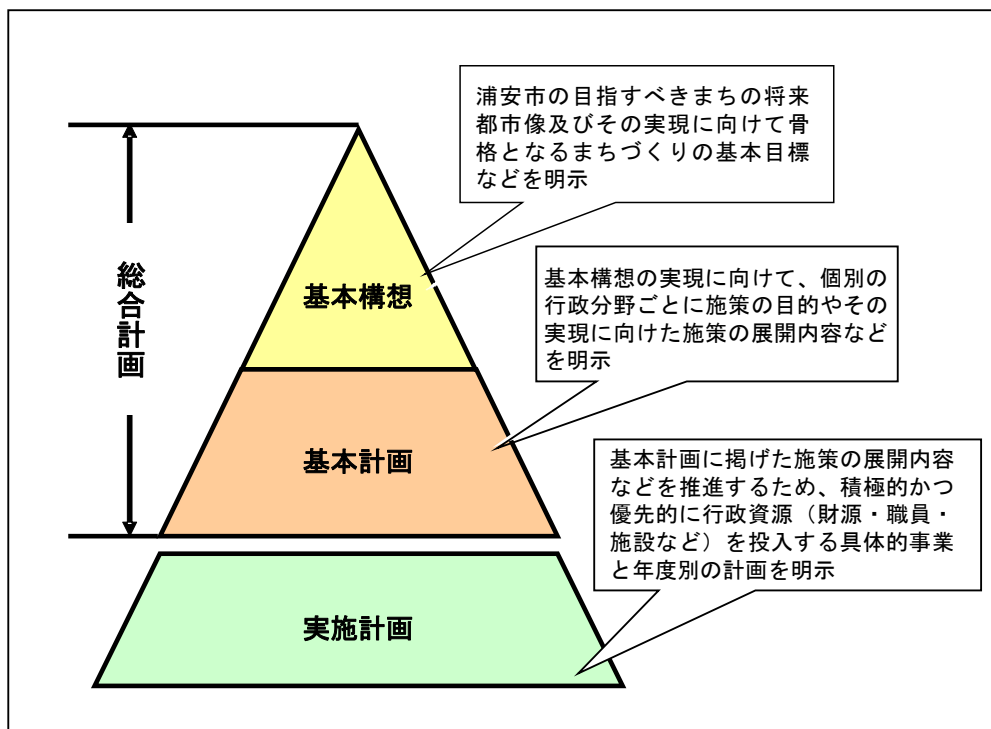 浦安市の目指すべきまちの将来
都市像及びその実現に向けて骨
格となるまちづくりの基本目標
などを明示
総合計画
基本構想
基本構想の実現に向けて、個別の
行政分野ごとに施策の目的やその
実現に向けた施策の展開内容など
を明示
基本計画
基本計画に掲げた施策の展開内容
などを推進するため、積極的かつ
優先的に行政資源（財源・職員・
施設など）を投入する具体的事業
と年度別の計画を明示
実施計画